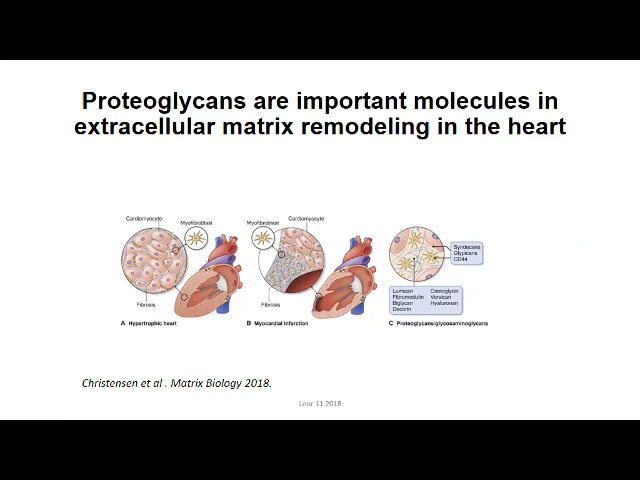 Proteoglycans are important molecules in
extracellular matrix remodeling in the heart
Cardiomyocyte
Myofibroblast
Fibrosis
A Hypertrophic heart
Myofibroblast
Cardiomyocyte
Fibrosis
B Myocardial infarction
Syndecans
Glypicans
CD44
Lumican
Fibromodulin
Biglycan
Decorin
Osteoglycin
Versican
Hyaluronan
C Proteoglycans/glycosaminoglycans
Christensen et al . Matrix Biology 2018.
Leor 11 2018